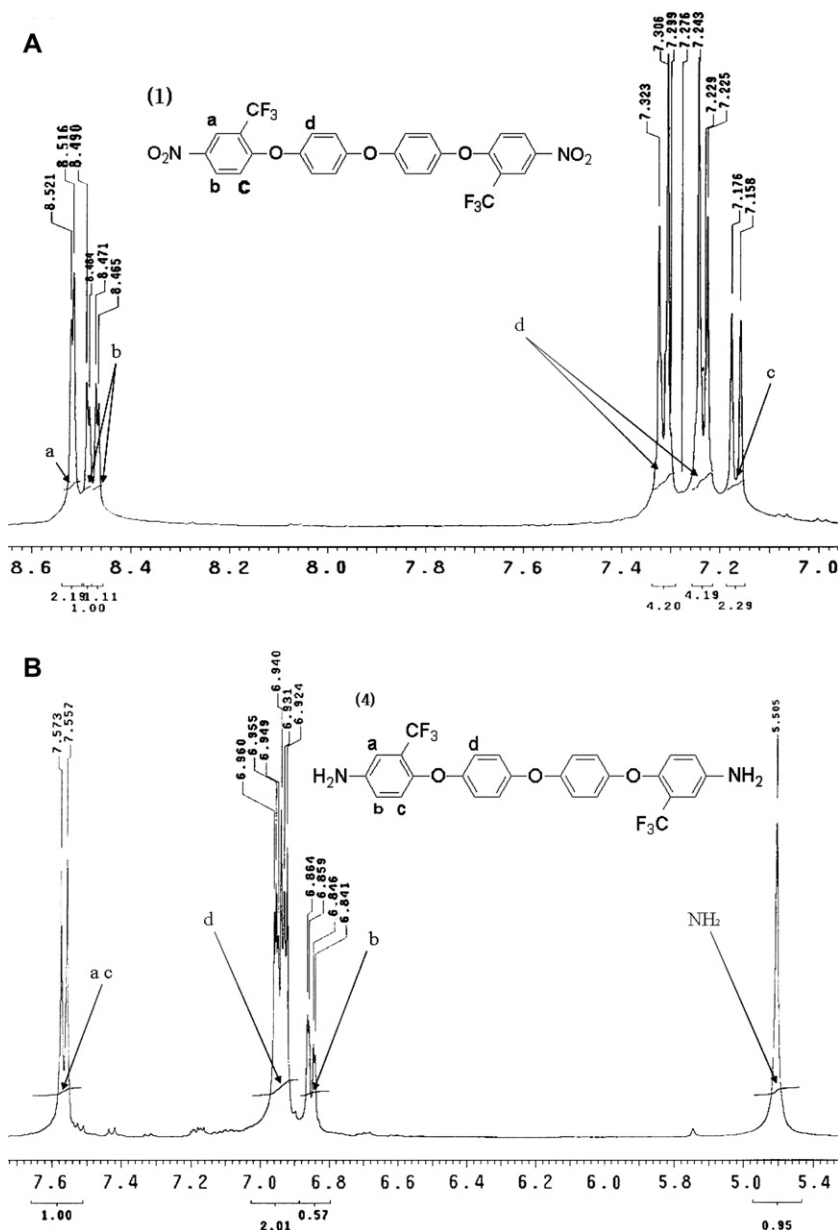 A
(1)
8.521
8.516
8.490
8.484
8.471
8.465
7.323
7.306
7.299
7.276
7.243
7.229
7.225
7.176
7.158
CF3
a
d
O2N
O
O
O
NO2
b
C
F3C
a
b
d
c
8.6
8.4
8.2
8.0
7.8
7.6
7.4
7.2
7.0
2.19
1.00
1.11
4.20
4.19
2.29
B
(4)
7.573
7.557
6.960
6.955
6.949
6.940
6.931
6.924
6.864
6.859
6.846
6.841
5.505
CF3
a
d
H2N
O
O
O
NH2
b
c
F3C
a c
d
b
NH2
7.6
7.4
7.2
7.0
6.8
6.6
6.4
6.2
6.0
5.8
5.6
5.4
1.00
2.01
0.57
0.95